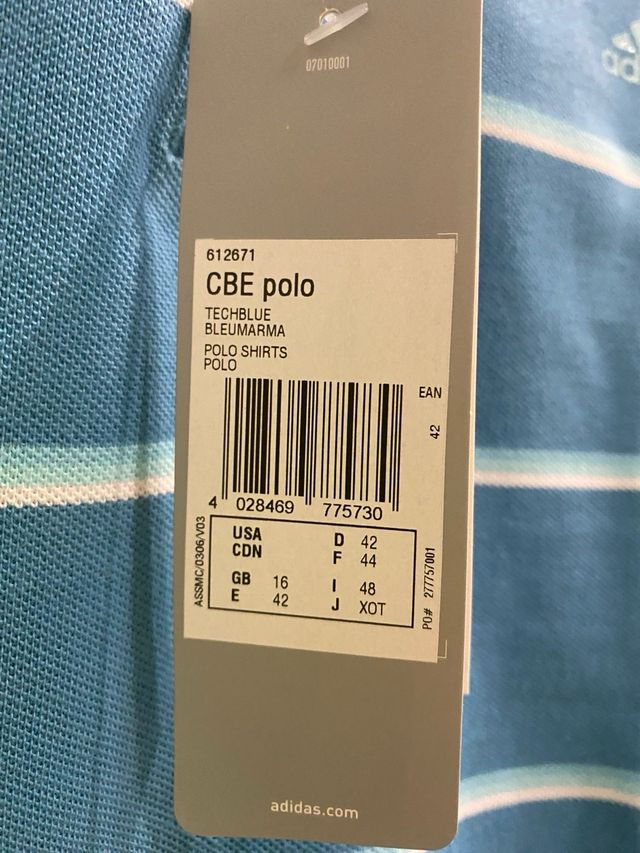 07010001
612671
CBE polo
TECHBLUE
BLEUMARMA
POLO SHIRTS
POLO
EAN
42
4 028469 775730
ASSMC/0306/V03
USA
CDN
GB 16
E 42
D 42
F 44
I 48
J XOT
PO# 277757001
adidas.com